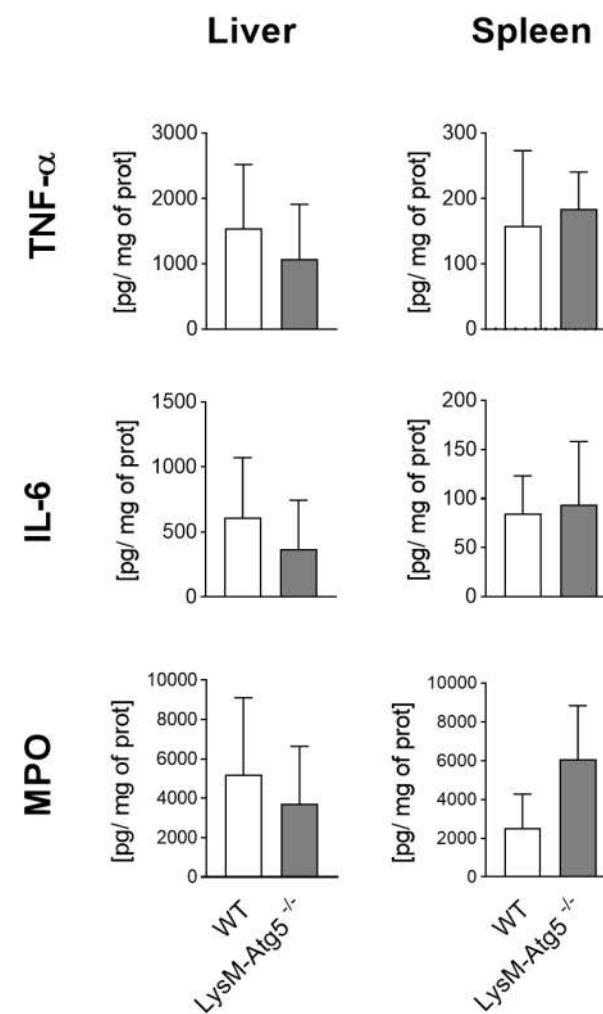 Liver Spleen
TNF-α
[pg/ mg of prot]
3000
2000
1000
0
[pg/ mg of prot]
300
200
100
0
IL-6
[pg/ mg of prot]
1500
1000
500
0
[pg/ mg of prot]
200
150
100
50
0
MPO
[pg/ mg of prot]
10000
8000
6000
4000
2000
0
[pg/ mg of prot]
10000
8000
6000
4000
2000
0
WT
LysM-Atg5 -/-
WT
LysM-Atg5 -/-